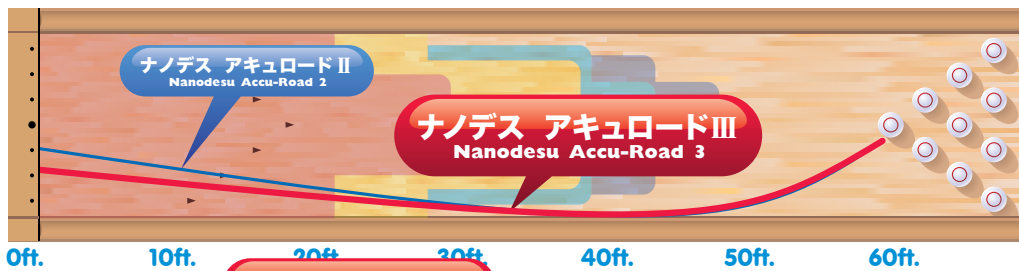 ナノデス アキュロードⅡ
Nanodesu Accu-Road 2
ナノデス アキュロードⅢ
Nanodesu Accu-Road 3
0ft. 10ft. 20ft. 30ft. 40ft. 50ft. 60ft.